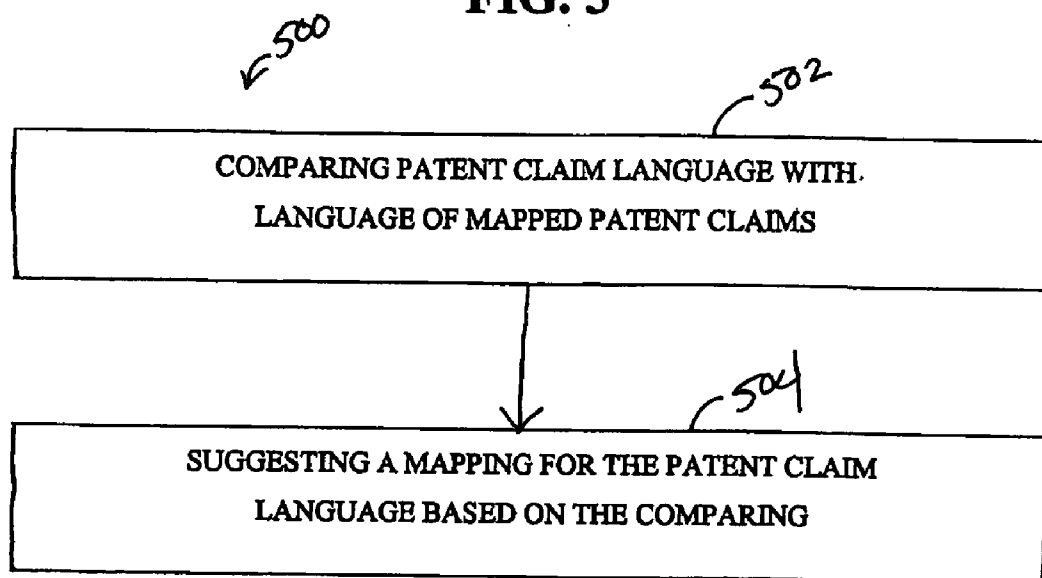 FIG. 5
500
502
COMPARING PATENT CLAIM LANGUAGE WITH
LANGUAGE OF MAPPED PATENT CLAIMS
504
SUGGESTING A MAPPING FOR THE PATENT CLAIM
LANGUAGE BASED ON THE COMPARING